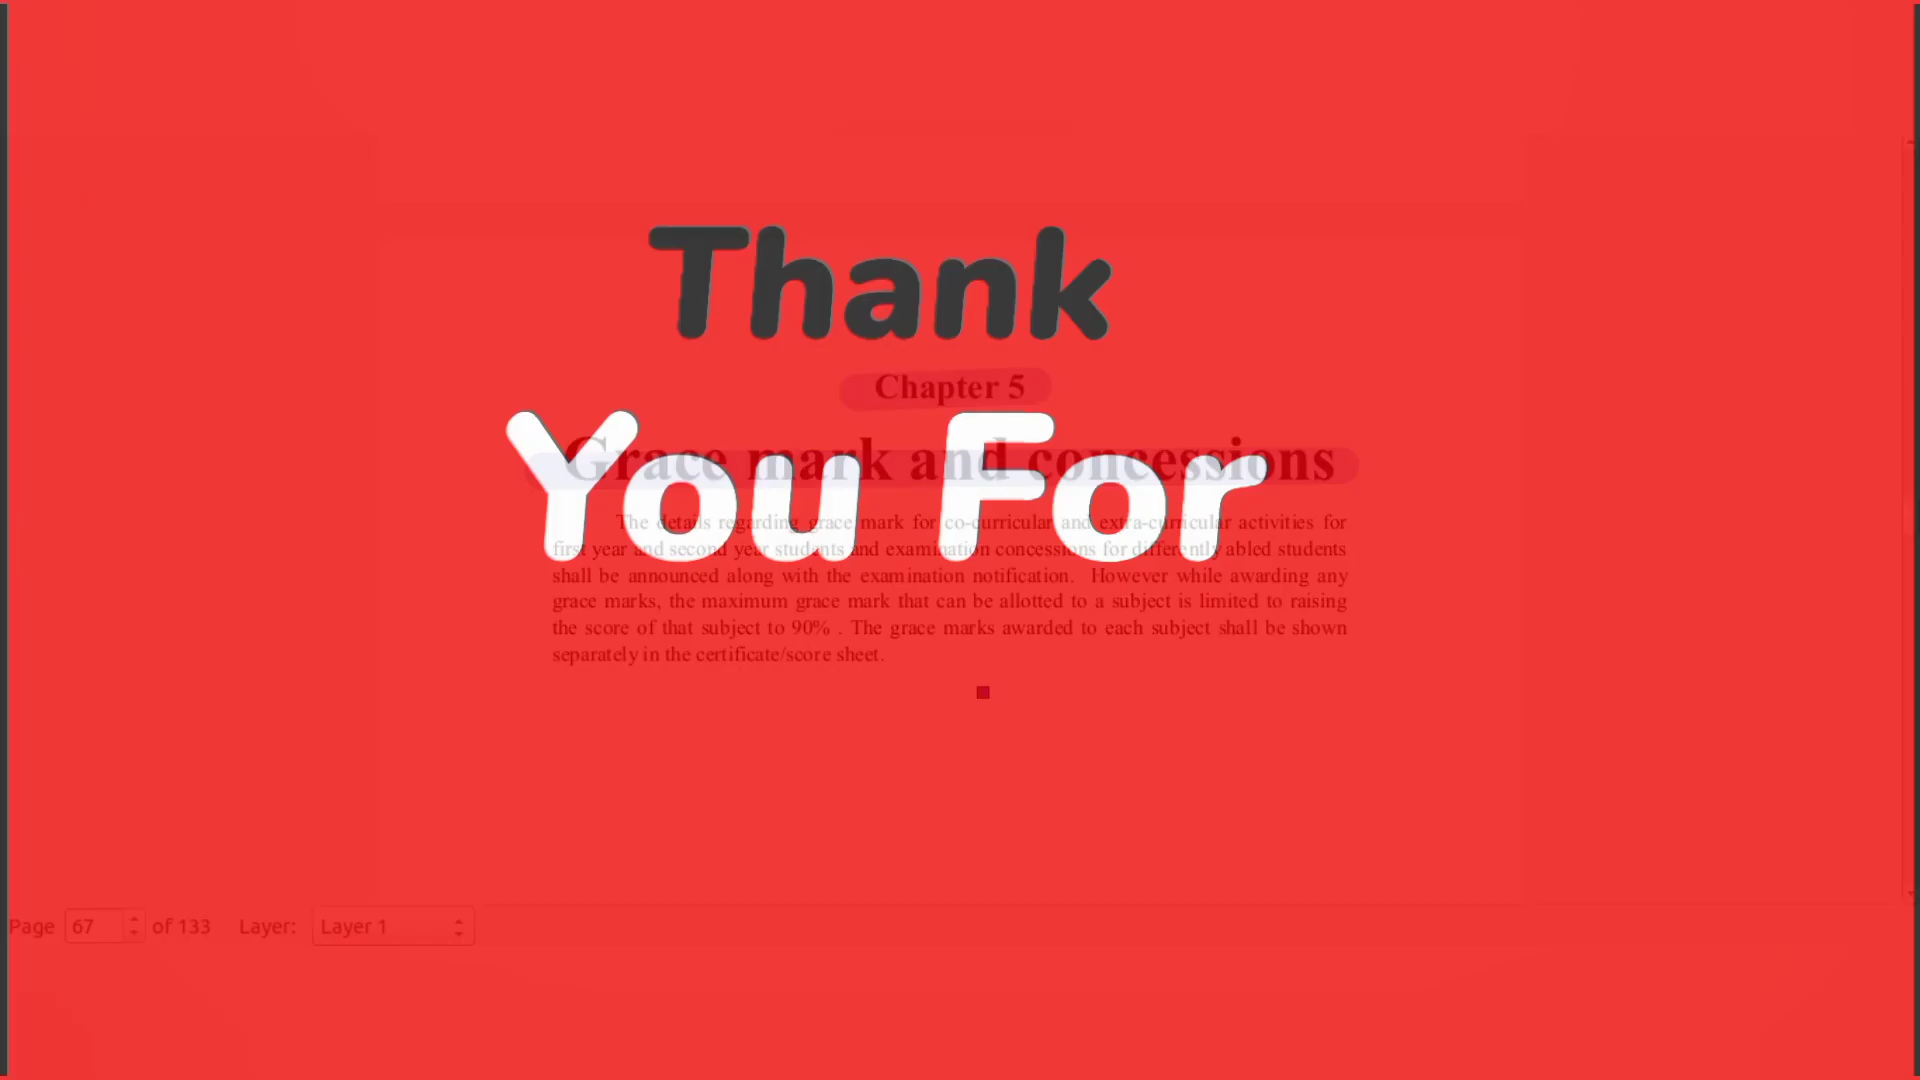 Thank
Chapter 5
You For
Grace mark and concessions
The details regarding grace mark for co-curricular and extra-curricular activities for
first year and second year students and examination concessions for differently abled students
shall be announced along with the examination notification. However while awarding any
grace marks, the maximum grace mark that can be allotted to a subject is limited to raising
the score of that subject to 90% . The grace marks awarded to each subject shall be shown
separately in the certificate/score sheet.
Page 67 of 133 Layer: Layer 1